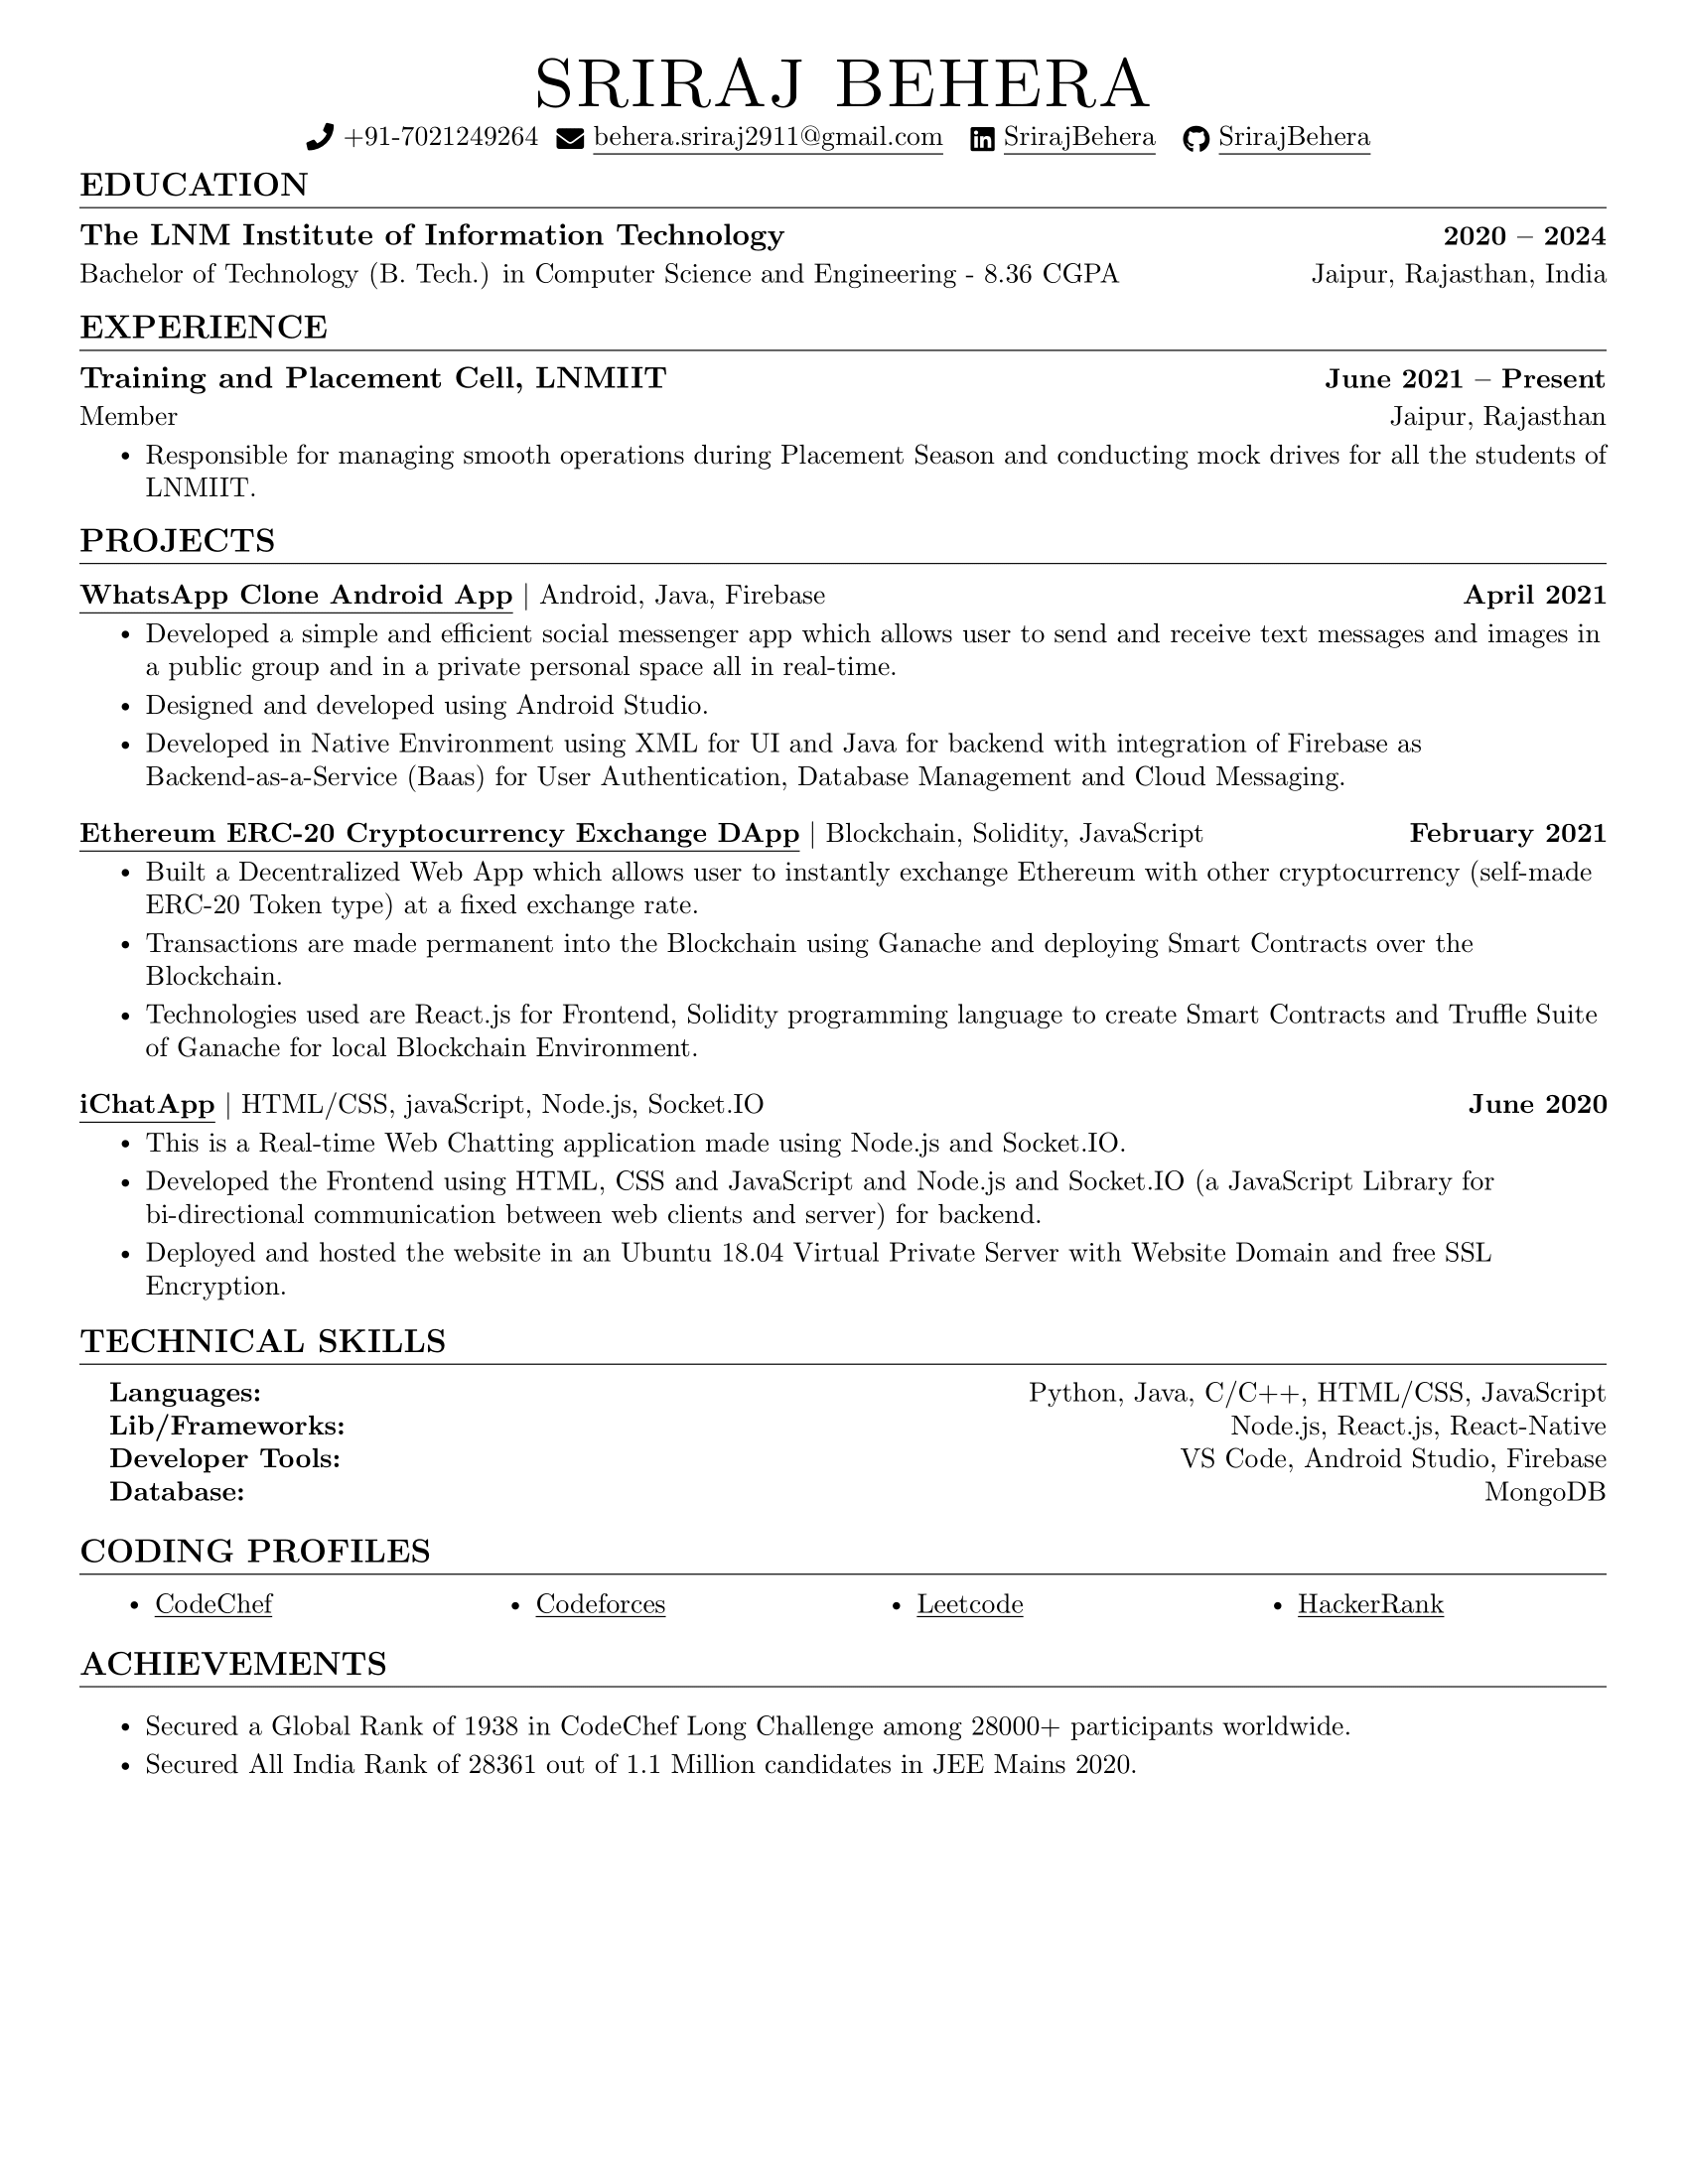 SRIRAJ BEHERA
+91-7021249264 behera.sriraj2911@gmail.com SrirajBehera SrirajBehera
EDUCATION
The LNM Institute of Information Technology 2020 – 2024
Bachelor of Technology (B. Tech.) in Computer Science and Engineering - 8.36 CGPA Jaipur, Rajasthan, India
EXPERIENCE
Training and Placement Cell, LNMIIT June 2021 – Present
Member Jaipur, Rajasthan
• Responsible for managing smooth operations during Placement Season and conducting mock drives for all the students of
LNMIIT.
PROJECTS
WhatsApp Clone Android App | Android, Java, Firebase April 2021
• Developed a simple and efficient social messenger app which allows user to send and receive text messages and images in
a public group and in a private personal space all in real-time.
• Designed and developed using Android Studio.
• Developed in Native Environment using XML for UI and Java for backend with integration of Firebase as
Backend-as-a-Service (Baas) for User Authentication, Database Management and Cloud Messaging.
Ethereum ERC-20 Cryptocurrency Exchange DApp | Blockchain, Solidity, JavaScript February 2021
• Built a Decentralized Web App which allows user to instantly exchange Ethereum with other cryptocurrency (self-made
ERC-20 Token type) at a fixed exchange rate.
• Transactions are made permanent into the Blockchain using Ganache and deploying Smart Contracts over the
Blockchain.
• Technologies used are React.js for Frontend, Solidity programming language to create Smart Contracts and Truffle Suite
of Ganache for local Blockchain Environment.
iChatApp | HTML/CSS, javaScript, Node.js, Socket.IO June 2020
• This is a Real-time Web Chatting application made using Node.js and Socket.IO.
• Developed the Frontend using HTML, CSS and JavaScript and Node.js and Socket.IO (a JavaScript Library for
bi-directional communication between web clients and server) for backend.
• Deployed and hosted the website in an Ubuntu 18.04 Virtual Private Server with Website Domain and free SSL
Encryption.
TECHNICAL SKILLS
Languages: Python, Java, C/C++, HTML/CSS, JavaScript
Lib/Frameworks: Node.js, React.js, React-Native
Developer Tools: VS Code, Android Studio, Firebase
Database: MongoDB
CODING PROFILES
• CodeChef • Codeforces • Leetcode • HackerRank
ACHIEVEMENTS
• Secured a Global Rank of 1938 in CodeChef Long Challenge among 28000+ participants worldwide.
• Secured All India Rank of 28361 out of 1.1 Million candidates in JEE Mains 2020.